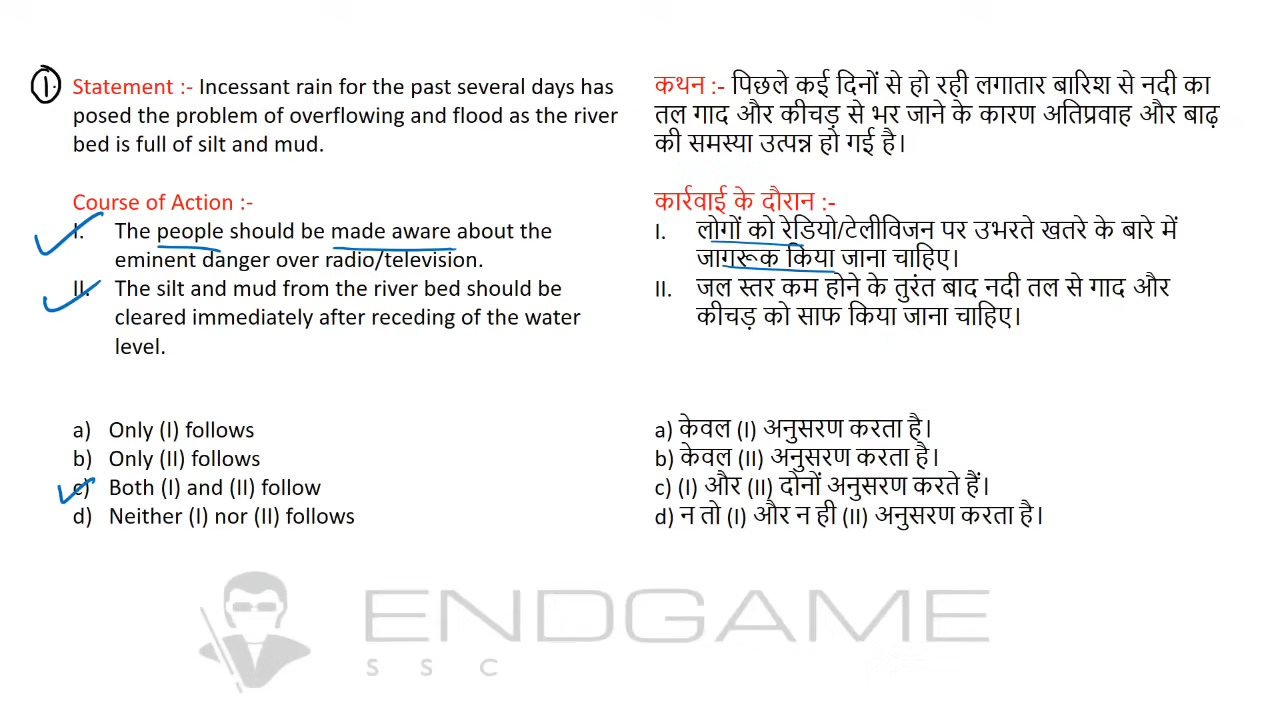 1.
Statement :- Incessant rain for the past several days has
posed the problem of overflowing and flood as the river
bed is full of silt and mud.
Course of Action :-
I. The people should be made aware about the
eminent danger over radio/television.
II. The silt and mud from the river bed should be
cleared immediately after receding of the water
level.
a) Only (I) follows
b) Only (II) follows
c) Both (I) and (II) follow
d) Neither (I) nor (II) follows
कथन :- पिछले कई दिनों से हो रही लगातार बारिश से नदी का
तल गाद और कीचड़ से भर जाने के कारण अतिप्रवाह और बाढ़
की समस्या उत्पन्न हो गई है।
कार्रवाई के दौरान :-
I. लोगों को रेडियो/टेलीविजन पर उभरते खतरे के बारे में
जागरूक किया जाना चाहिए।
II. जल स्तर कम होने के तुरंत बाद नदी तल से गाद और
कीचड़ को साफ किया जाना चाहिए।
a) केवल (I) अनुसरण करता है।
b) केवल (II) अनुसरण करता है।
c) (I) और (II) दोनों अनुसरण करते हैं।
d) न तो (I) और न ही (II) अनुसरण करता है।
ENDGAME
SSC